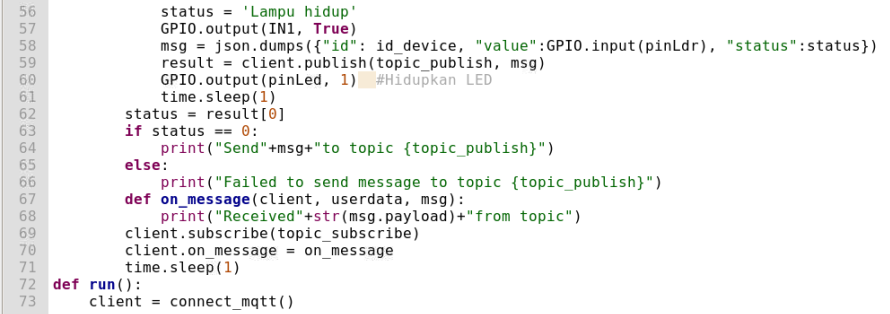 56             status = 'Lampu hidup'
57             GPIO.output(IN1, True)
58             msg = json.dumps({"id": id_device, "value":GPIO.input(pinLdr), "status":status})
59             result = client.publish(topic_publish, msg)
60             GPIO.output(pinLed, 1)  #Hidupkan LED
61             time.sleep(1)
62         status = result[0]
63         if status == 0:
64             print("Send"+msg+"to topic {topic_publish}")
65         else:
66             print("Failed to send message to topic {topic_publish}")
67         def on_message(client, userdata, msg):
68             print("Received"+str(msg.payload)+"from topic")
69         client.subscribe(topic_subscribe)
70         client.on_message = on_message
71         time.sleep(1)
72 def run():
73     client = connect_mqtt()